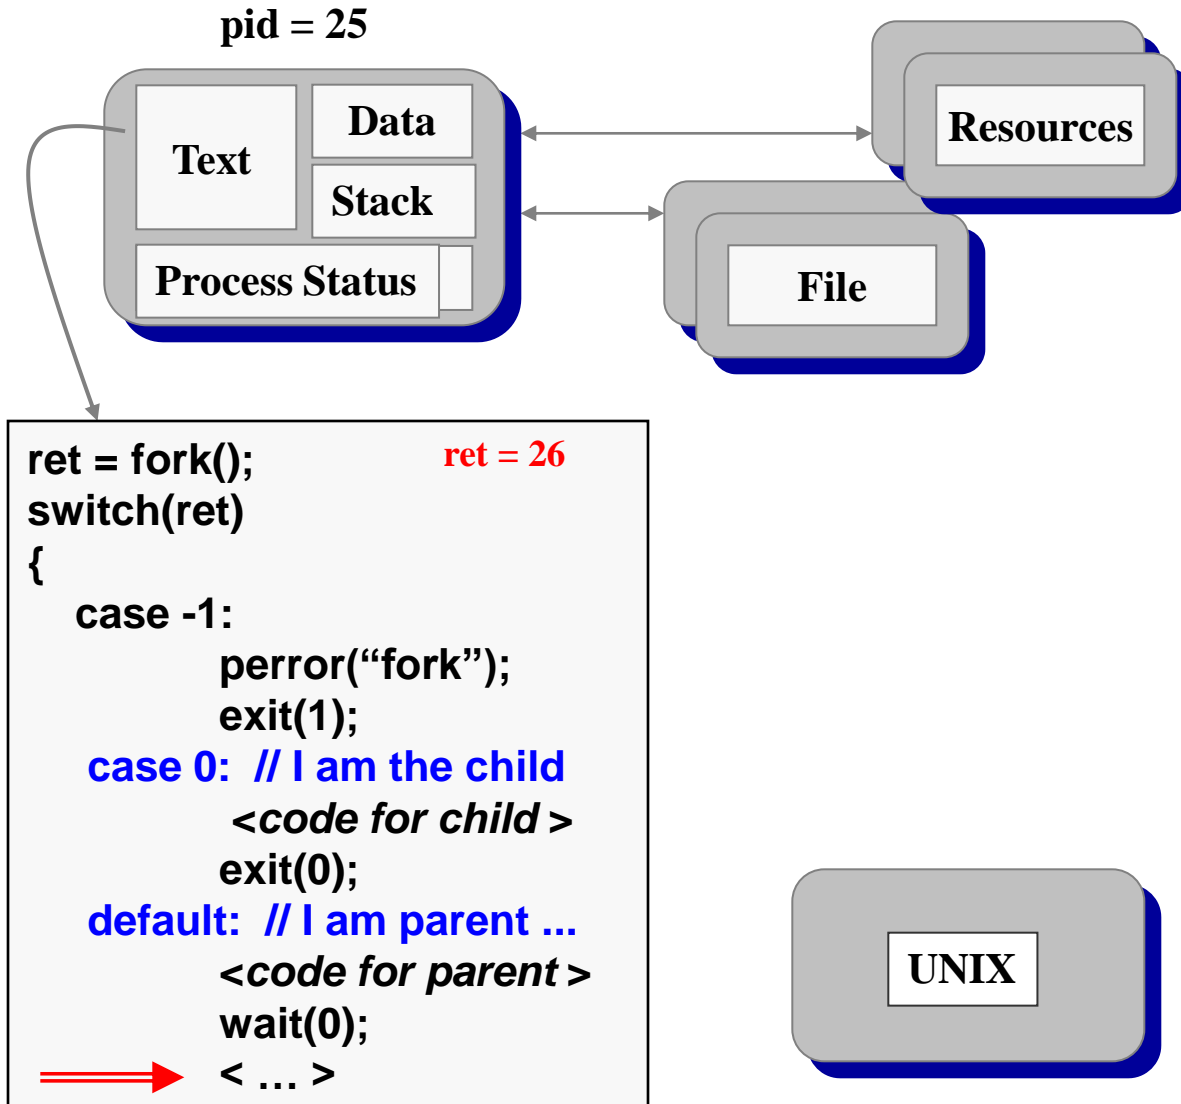 pid = 25
Text
Data
Stack
Process Status
Resources
File
ret = fork();
ret = 26
switch(ret)
{
case -1:
perror(“fork”);
exit(1);
case 0:  // I am the child
<code for child >
exit(0);
default:  // I am parent ...
<code for parent >
wait(0);
< ... >
UNIX